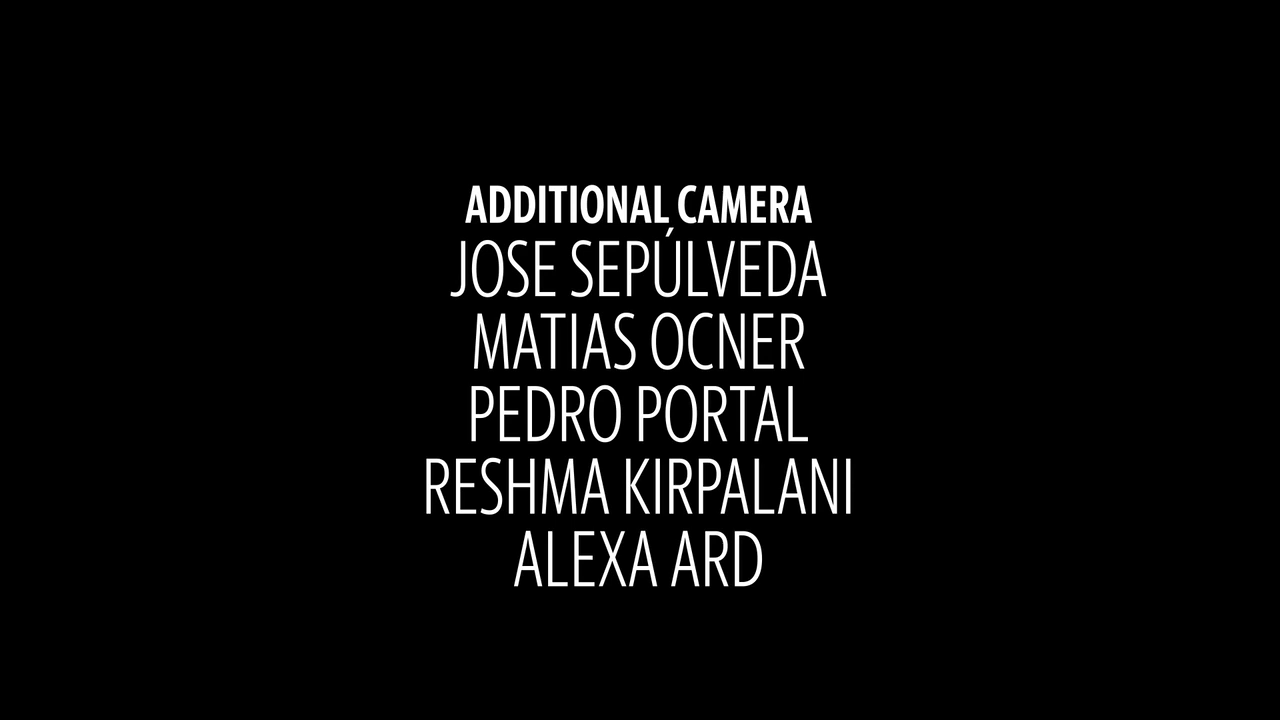 ADDITIONAL CAMERA
JOSE SEPÚLVEDA
MATIAS OCNER
PEDRO PORTAL
RESHMA KIRPALANI
ALEXA ARD